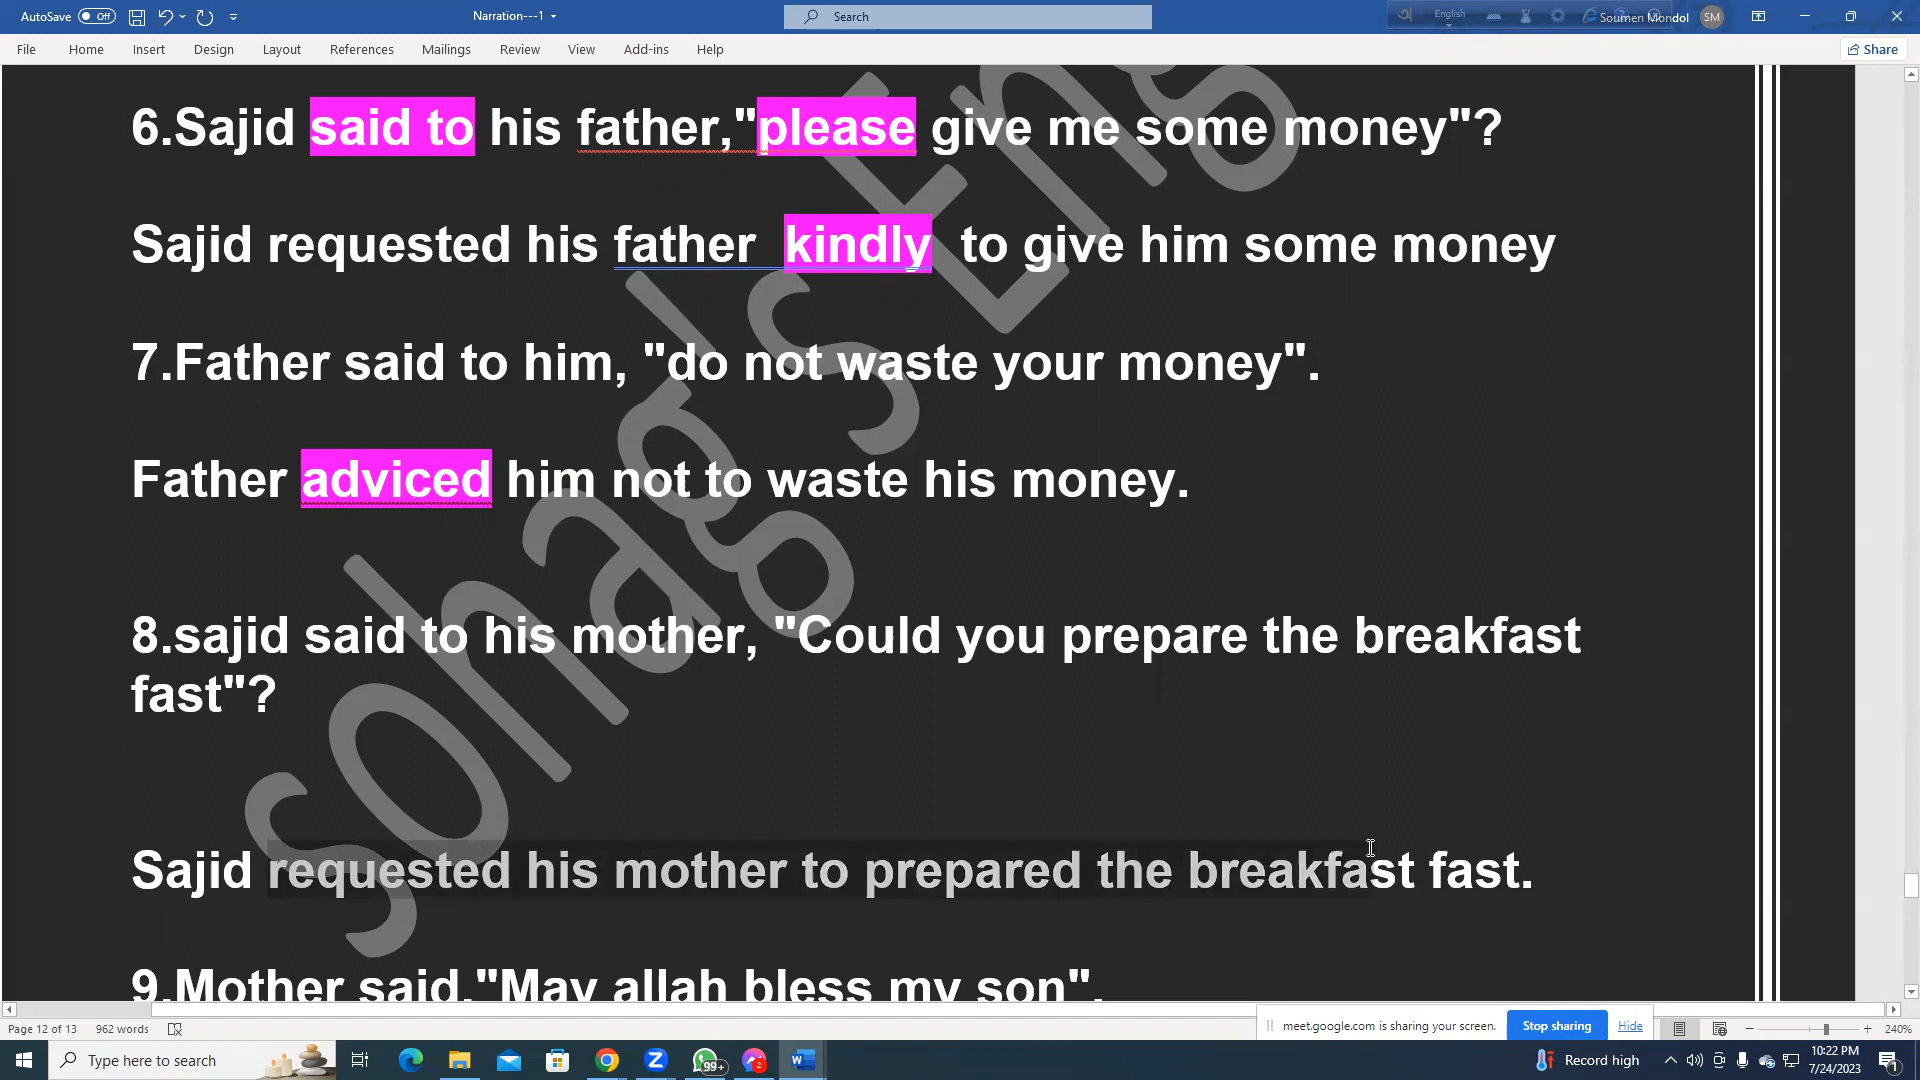 AutoSave Off Narration---1 Search English Soumen Mondol SM
File Home Insert Design Layout References Mailings Review View Add-ins Help Share
6.Sajid said to his father,"please give me some money"?
Sajid requested his father kindly to give him some money
7.Father said to him, "do not waste your money".
Father adviced him not to waste his money.
8.sajid said to his mother, "Could you prepare the breakfast
fast"?
Sajid requested his mother to prepared the breakfast fast.
9.Mother said,"May allah bless my son".
sohag's Eng
Page 12 of 13 962 words meet.google.com is sharing your screen. Stop sharing Hide 240%
Type here to search 99+ 2 Record high 10:22 PM
7/24/2023 1